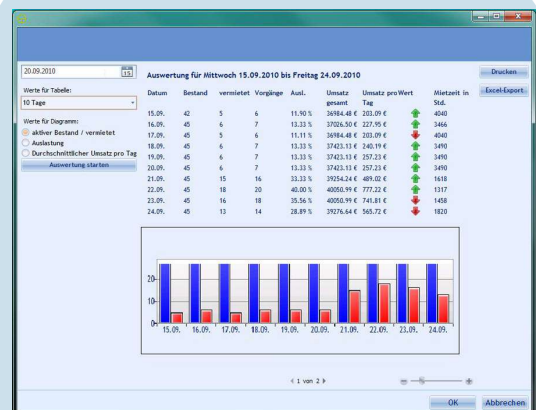 20.09.2010 15
Auswertung für Mittwoch 15.09.2010 bis Freitag 24.09.2010
Drucken
Excel-Export
Werte für Tabelle:
10 Tage
Werte für Diagramm:
aktiver Bestand / vermietet
Auslastung
Durchschnittlicher Umsatz pro Tag
Auswertung starten
Datum Bestand vermietet Vorgänge Ausl. Umsatz gesamt Umsatz pro Tag Wert Mietzeit in Std.
15.09. 42 5 6 11.90 % 36984.48 € 203.09 € 4040
16.09. 45 6 7 13.33 % 37026.50 € 227.95 € 3466
17.09. 45 5 6 11.11 % 36984.48 € 203.09 € 4040
18.09. 45 6 7 13.33 % 37423.13 € 240.19 € 3490
19.09. 45 6 7 13.33 % 37423.13 € 257.23 € 3490
20.09. 45 6 7 13.33 % 37423.13 € 257.23 € 3490
21.09. 45 15 16 33.33 % 39254.24 € 489.02 € 1618
22.09. 45 18 20 40.00 % 40050.99 € 777.22 € 1317
23.09. 45 16 18 35.56 % 40050.99 € 741.81 € 1458
24.09. 45 13 14 28.89 % 39276.64 € 565.72 € 1820
20
10
0
15.09. 16.09. 17.09. 18.09. 19.09. 20.09. 21.09. 22.09. 23.09. 24.09.
1 von 2
OK Abbrechen